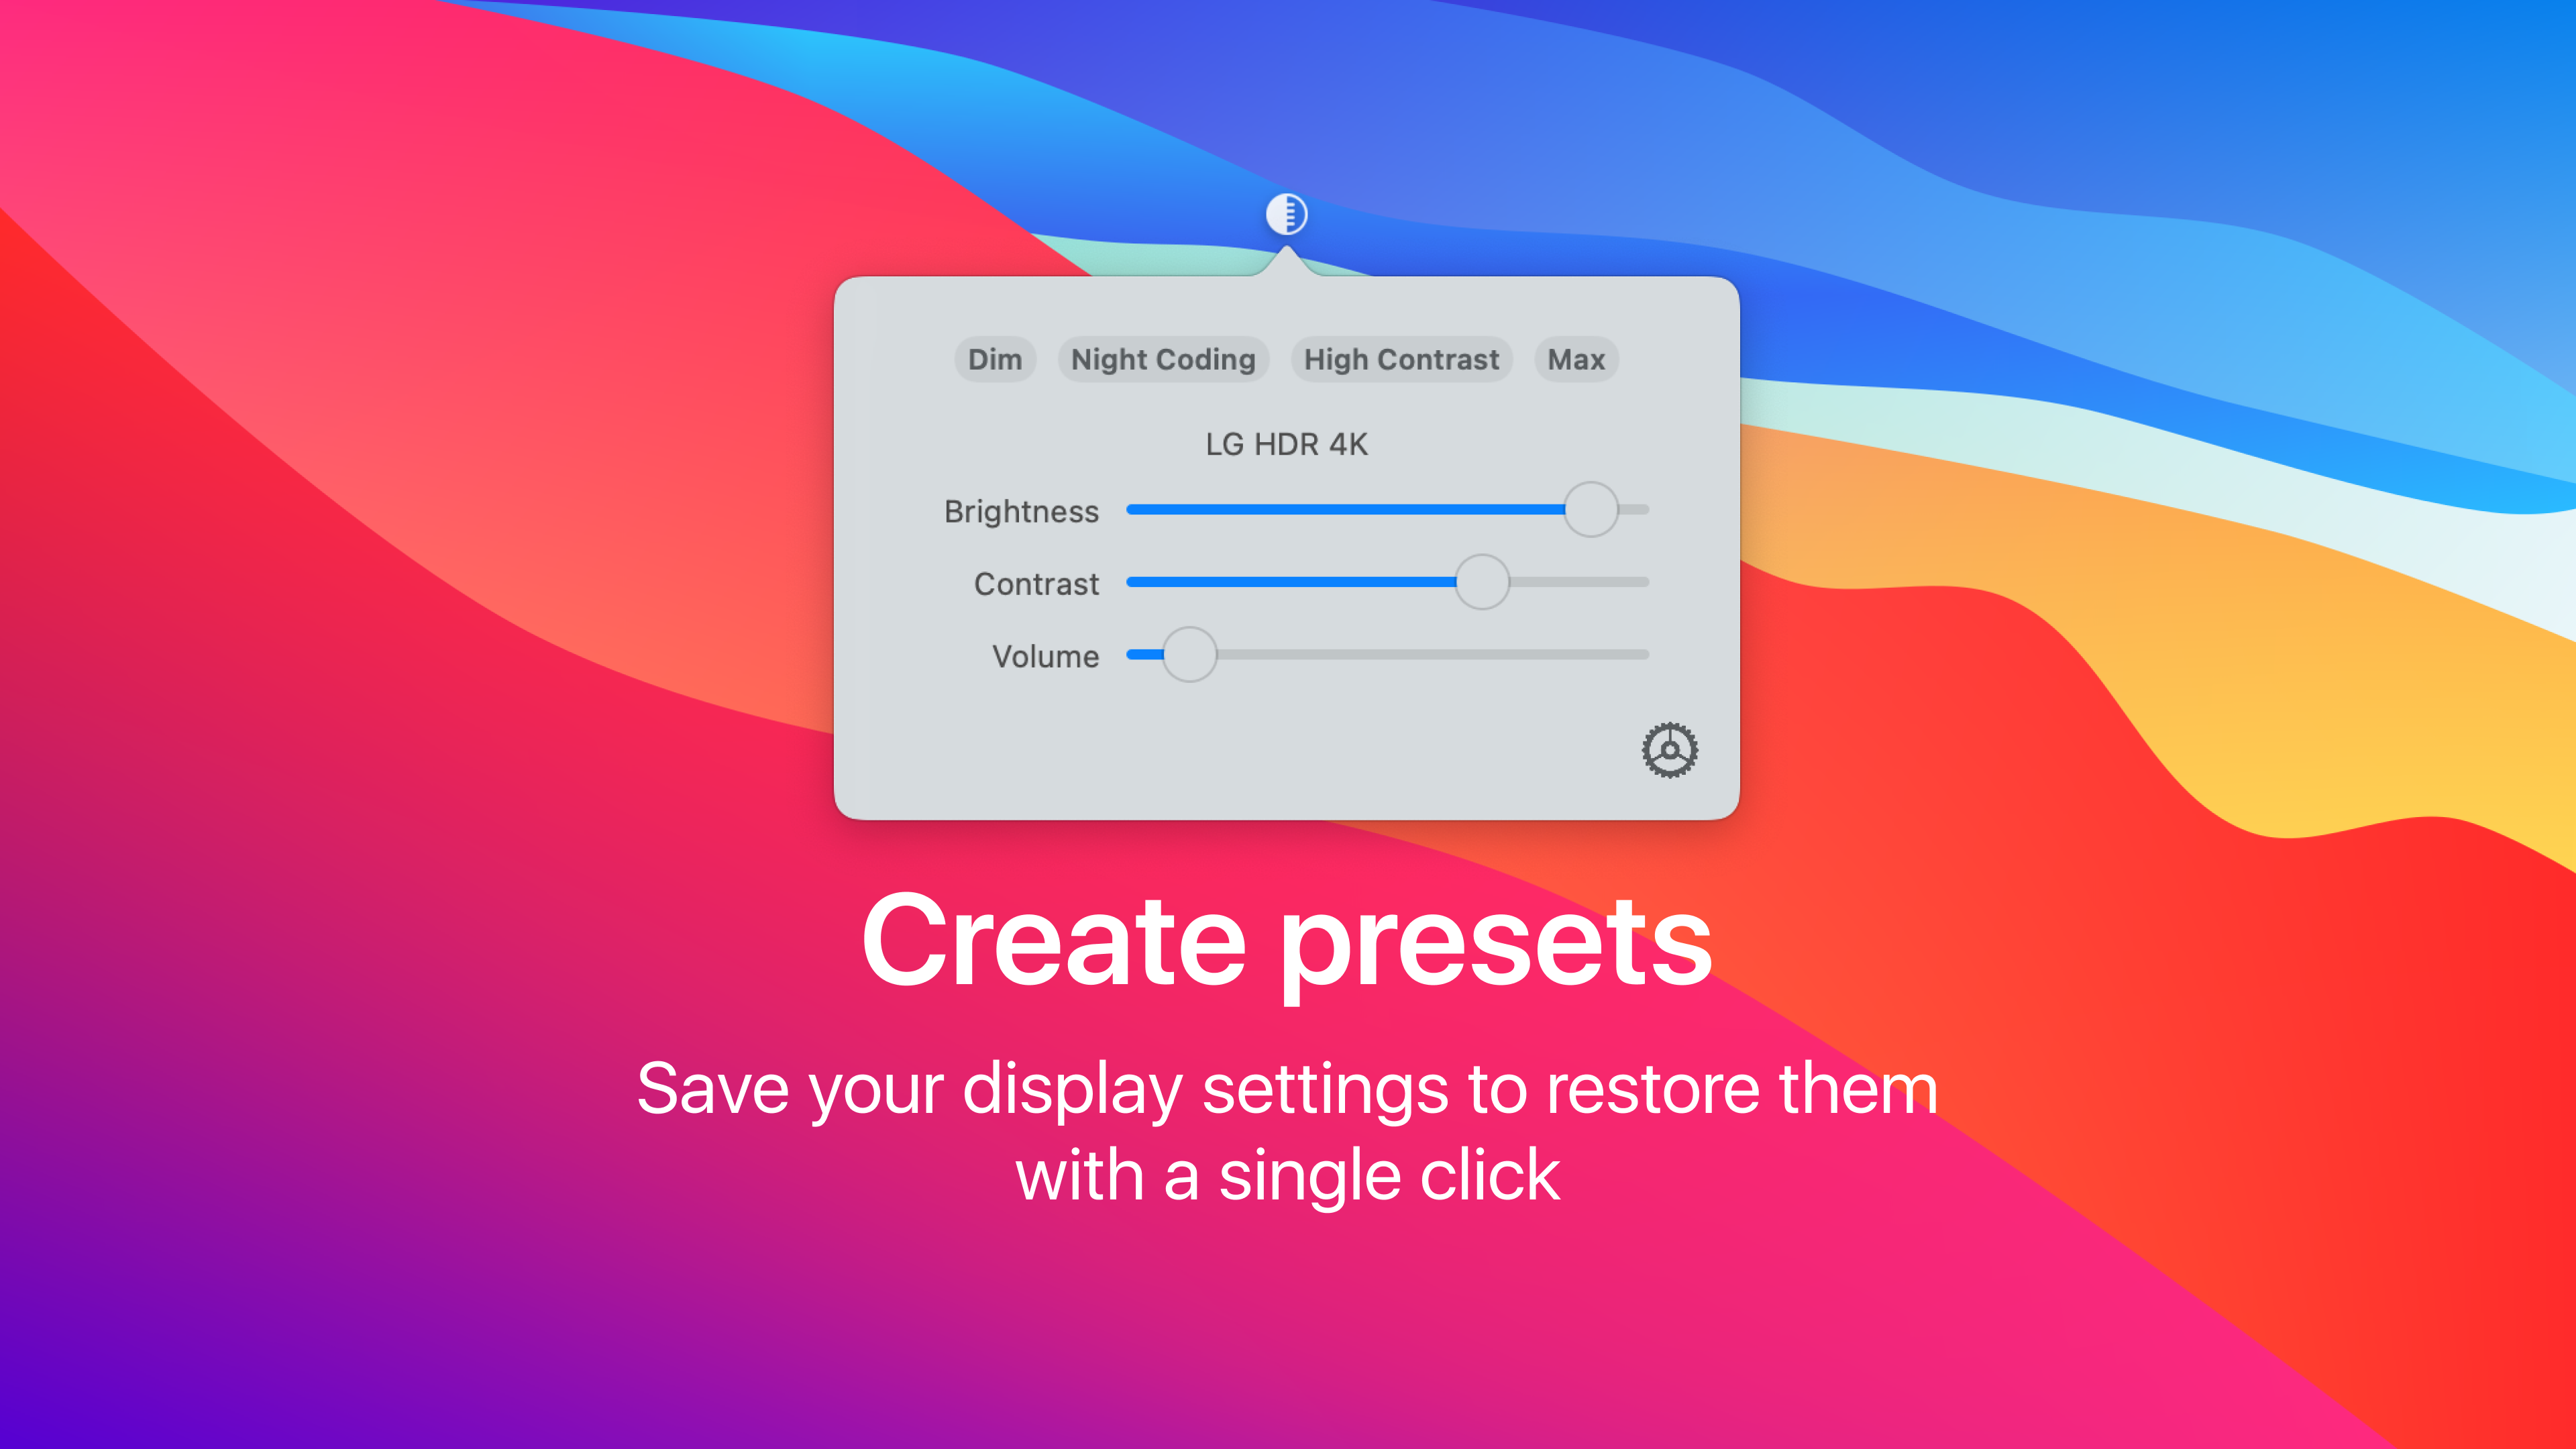 Dim Night Coding High Contrast Max
LG HDR 4K
Brightness
Contrast
Volume
Create presets
Save your display settings to restore them
with a single click